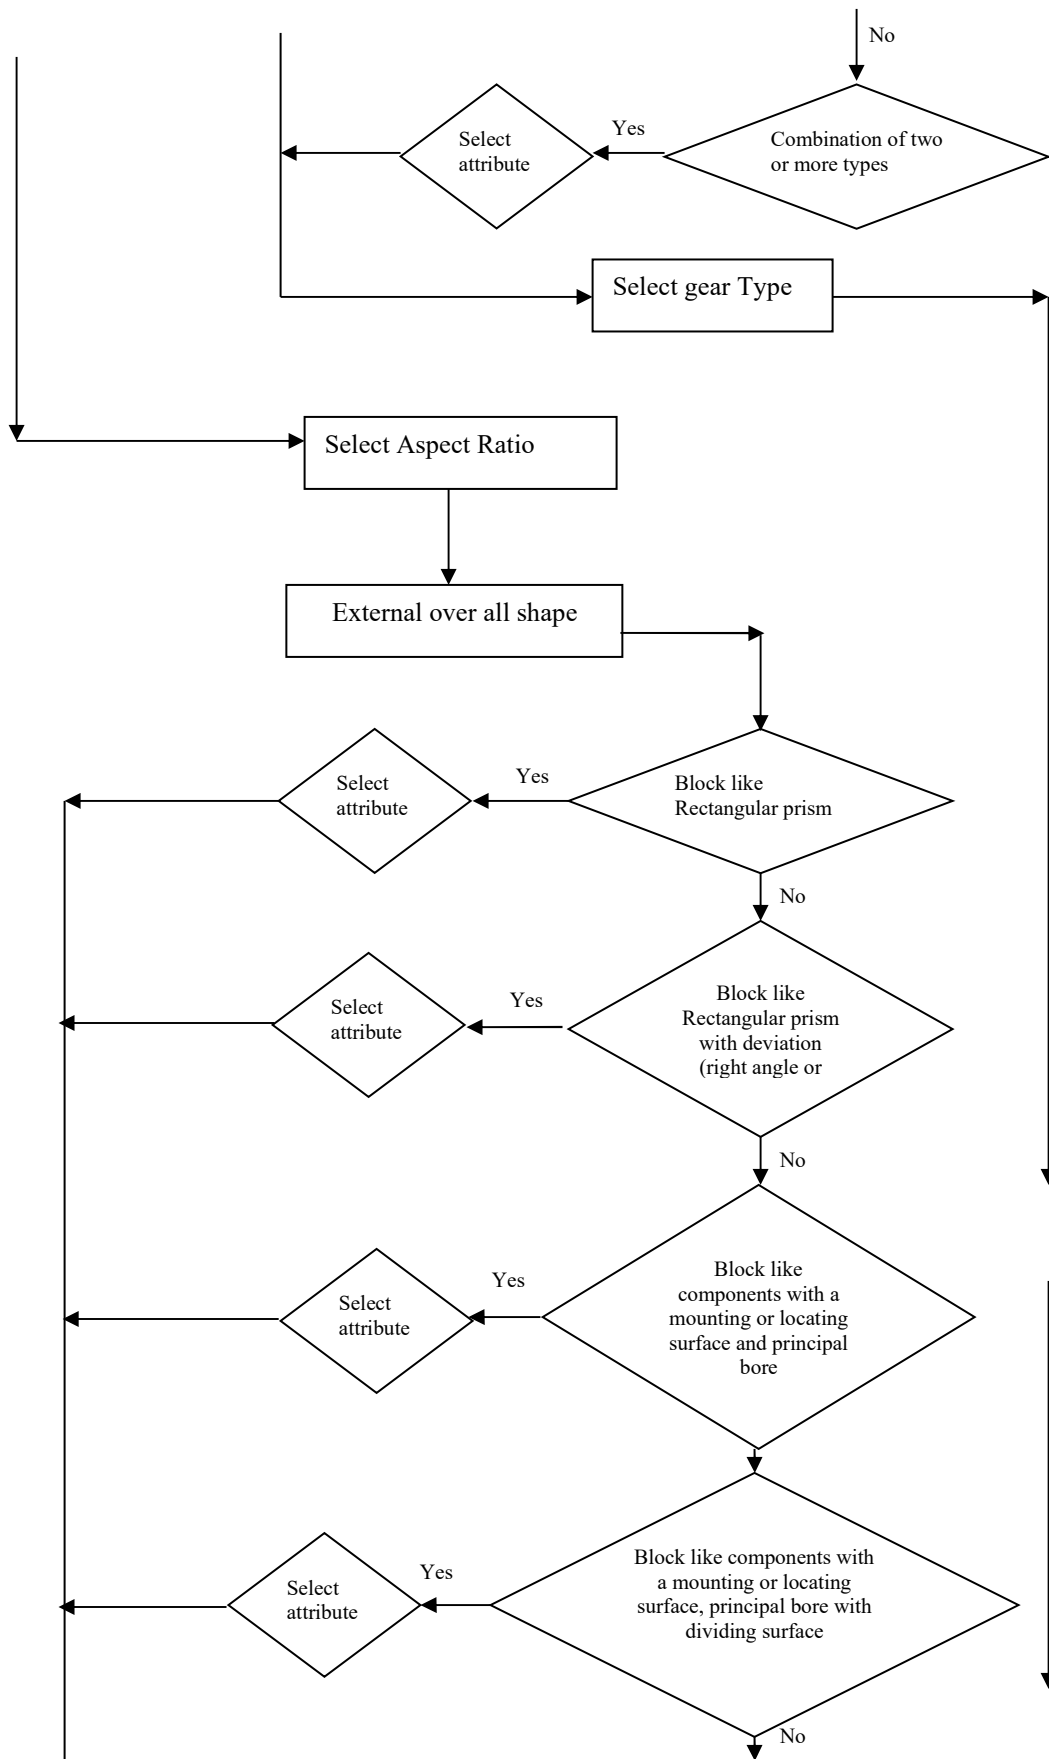 No
Combination of two
or more types
Yes
Select
attribute
Select gear Type
Select Aspect Ratio
External over all shape
Block like
Rectangular prism
Yes
Select
attribute
No
Block like
Rectangular prism
with deviation
(right angle or
Yes
Select
attribute
No
Block like
components with a
mounting or locating
surface and principal
bore
Yes
Select
attribute
Block like components with
a mounting or locating
surface, principal bore with
dividing surface
Yes
Select
attribute
No